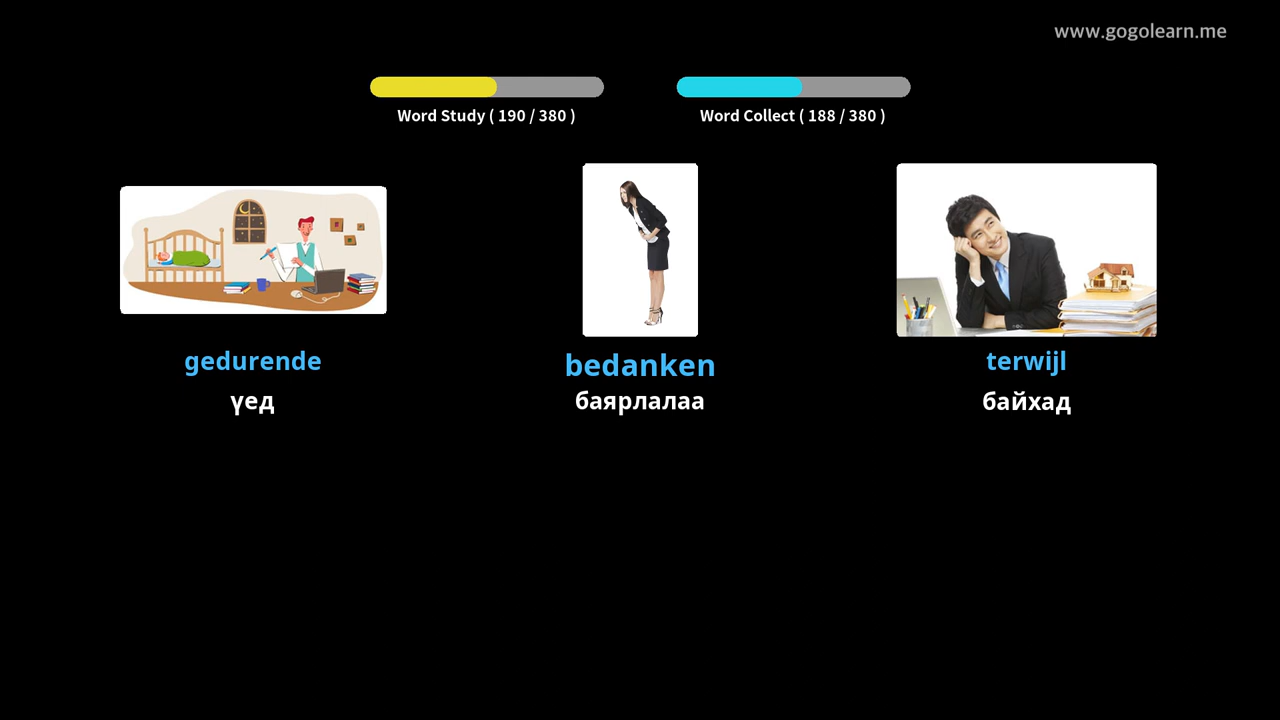 www.gogolearn.me
Word Study ( 190 / 380 )
Word Collect ( 188 / 380 )
gedurende
bedanken
terwijl
үед
баярлалаа
байхад